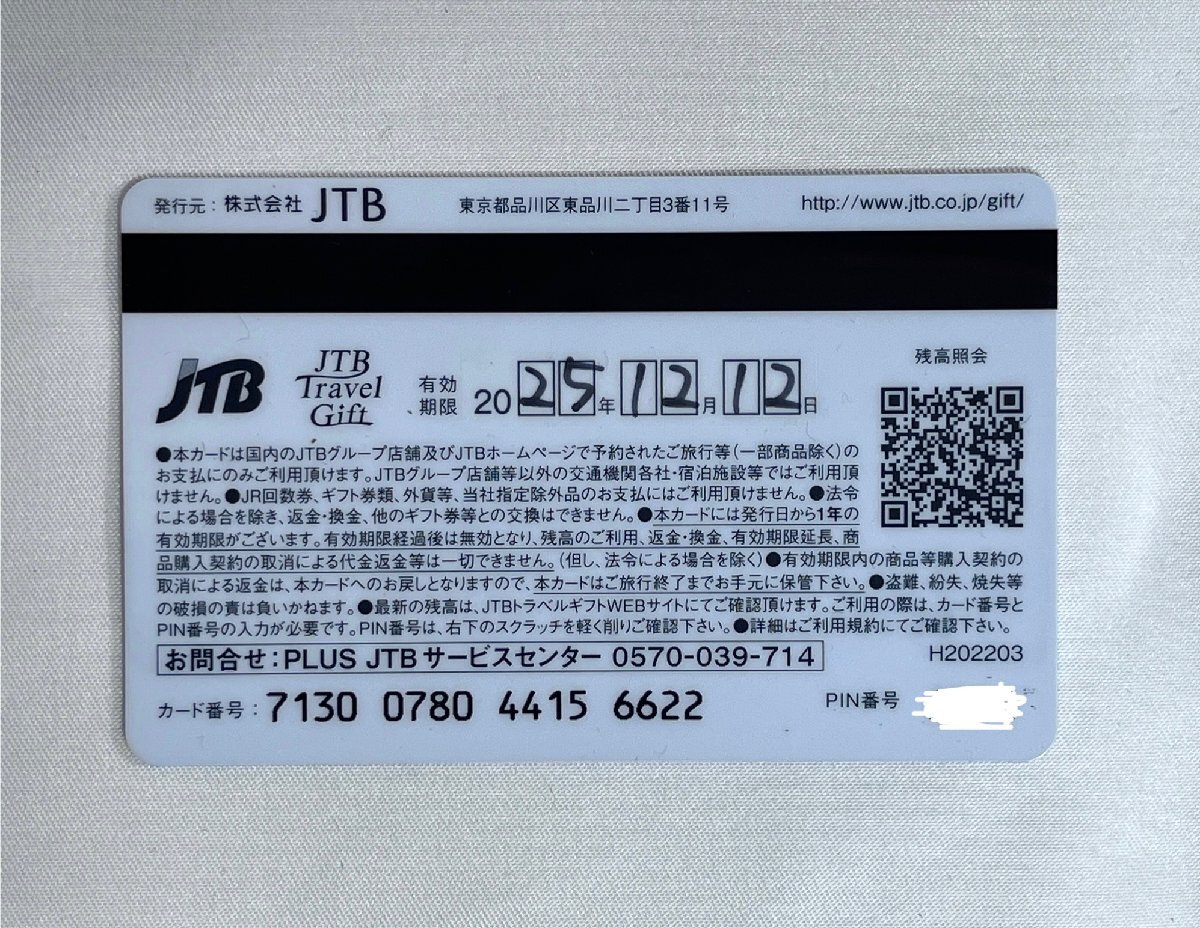 発行元：株式会社 JTB 東京都品川区東品川二丁目3番11号 http://www.jtb.co.jp/gift/
残高照会
JTB
JTB
Travel
Gift
有効
期限 2025年12月12日
●本カードは国内のJTBグループ店舗及びJTBホームページで予約されたご旅行等（一部商品除く）の
お支払にのみご利用頂けます。JTBグループ店舗等以外の交通機関各社・宿泊施設等ではご利用頂
けません。●JR回数券、ギフト券類、外貨等、当社指定除外品のお支払にはご利用頂けません。●法令
による場合を除き、返金・換金、他のギフト券等との交換はできません。●本カードには発行日から1年の
有効期限がございます。有効期限経過後は無効となり、残高のご利用、返金・換金、有効期限延長、商
品購入契約の取消による代金返金等は一切できません。（但し、法令による場合を除く）●有効期限内の商品等購入契約の
取消による返金は、本カードへのお戻しとなりますので、本カードはご旅行終了までお手元に保管下さい。●盗難、紛失、焼失等
の破損の責は負いかねます。●最新の残高は、JTBトラベルギフトWEBサイトにてご確認頂けます。ご利用の際は、カード番号と
PIN番号の入力が必要です。PIN番号は、右下のスクラッチを軽く削りご確認下さい。●詳細はご利用規約にてご確認下さい。
お問合せ：PLUS JTBサービスセンター 0570-039-714 H202203
カード番号：7130 0780 4415 6622 PIN番号